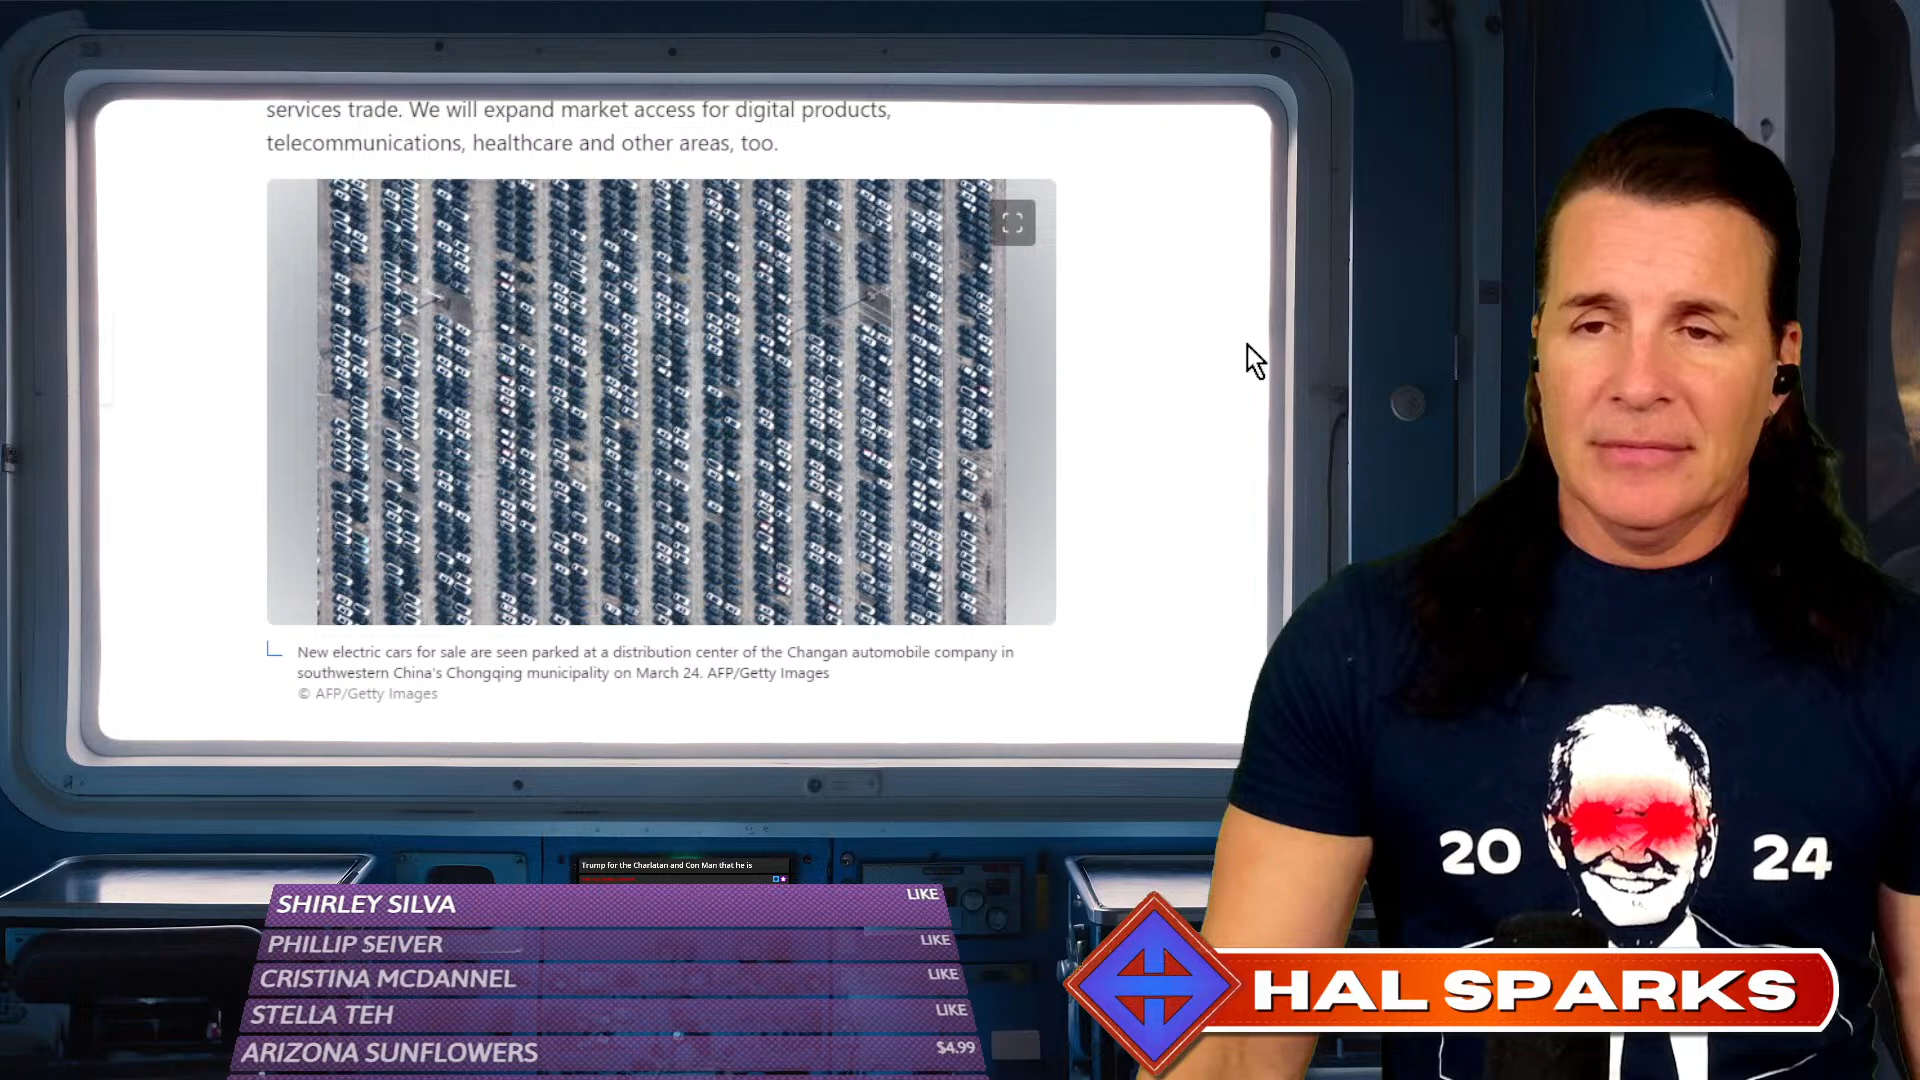 services trade. We will expand market access for digital products,
telecommunications, healthcare and other areas, too.
New electric cars for sale are seen parked at a distribution center of the Changan automobile company in
southwestern China's Chongqing municipality on March 24. AFP/Getty Images
© AFP/Getty Images
Trump for the Charlatan and Con Man that he is
SHIRLEY SILVA LIKE
PHILLIP SEIVER LIKE
CRISTINA MCDANNEL LIKE
STELLA TEH LIKE
ARIZONA SUNFLOWERS $4.99
20 24
HAL SPARKS